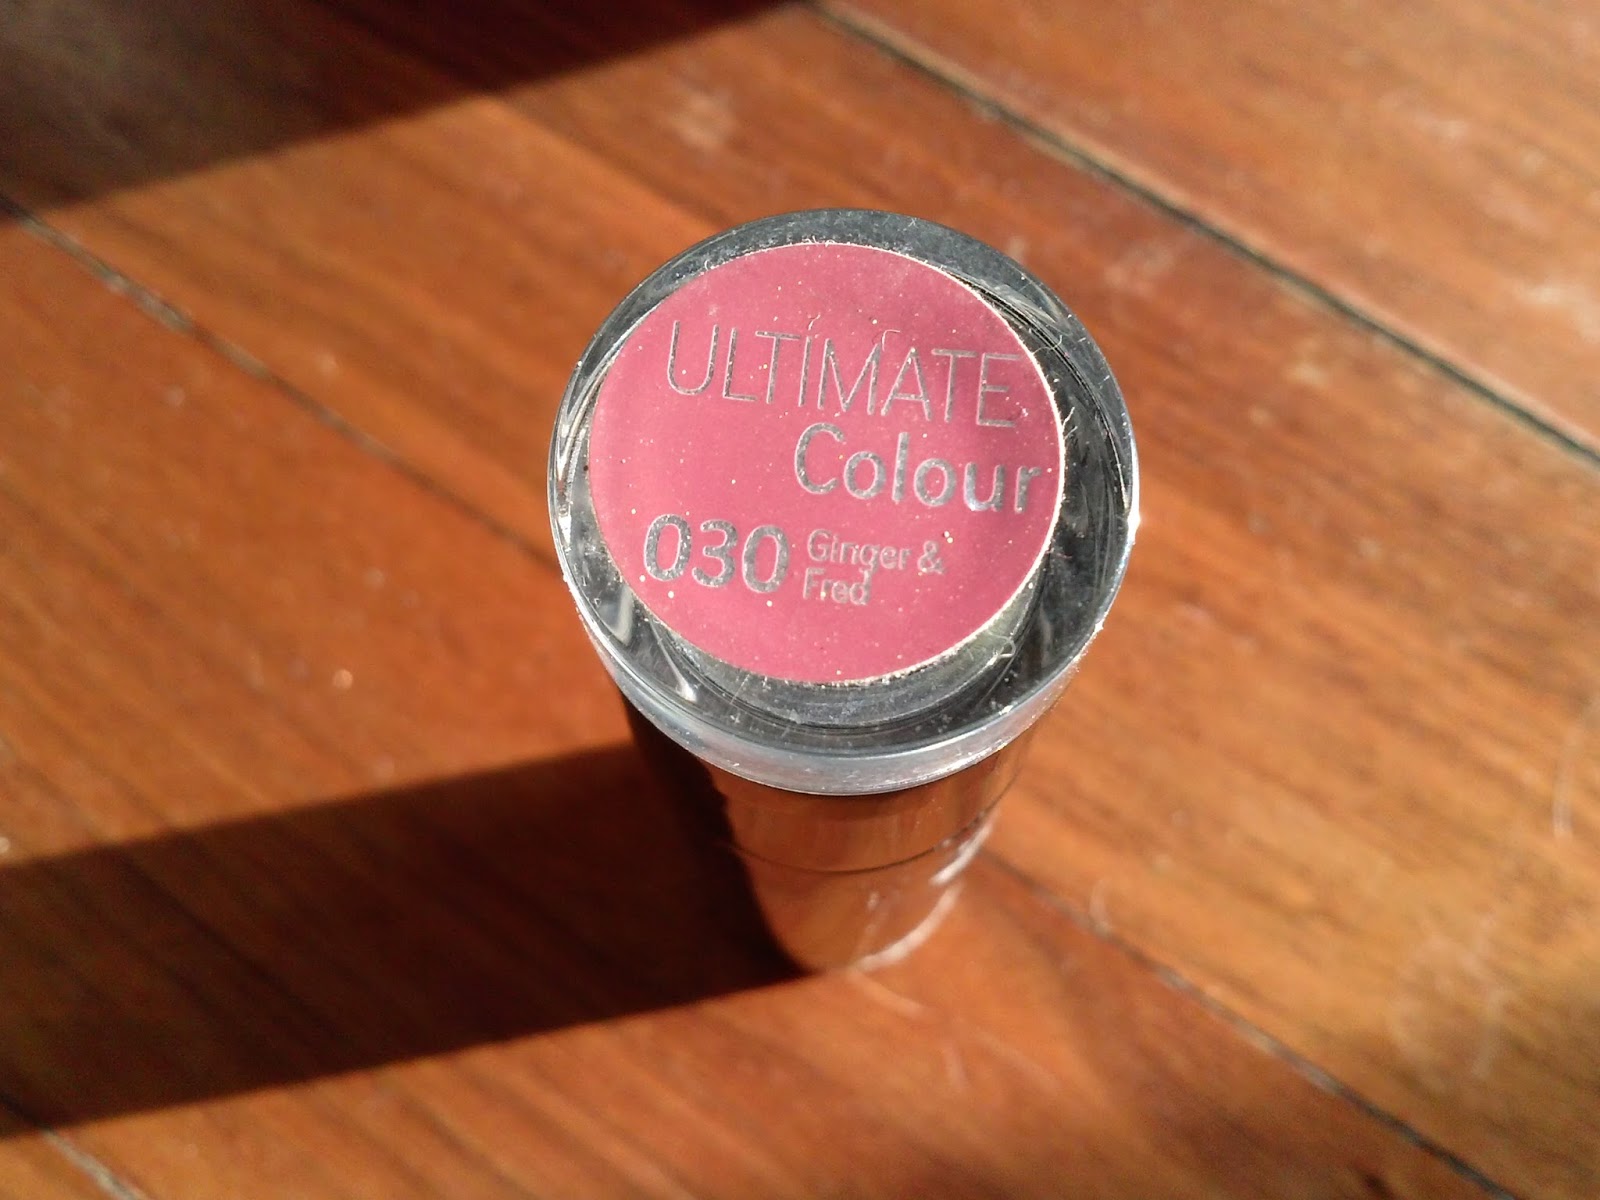 ULTIMATE
Colour
030 Ginger &
Fred